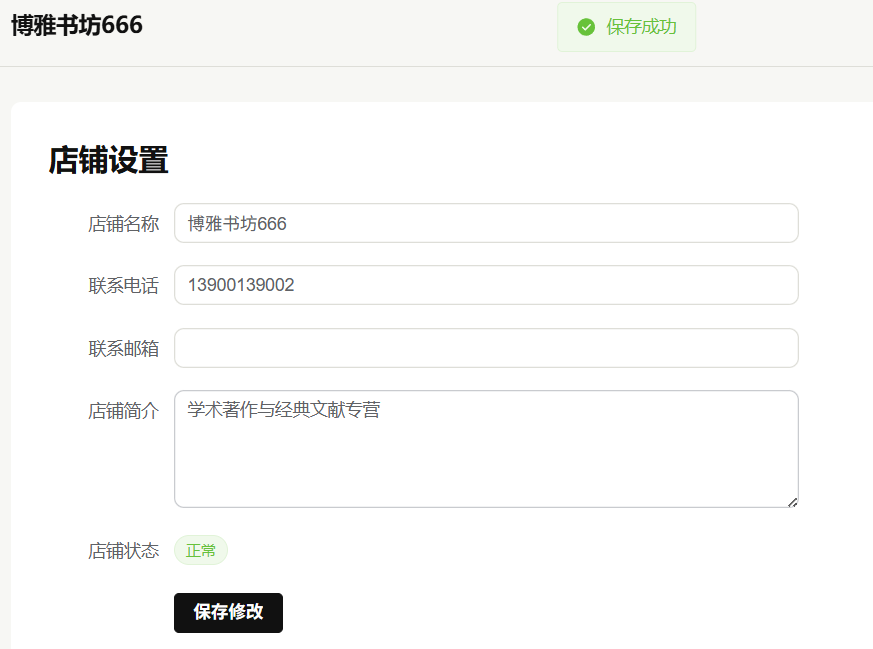 博雅书坊666
保存成功
店铺设置
店铺名称 博雅书坊666
联系电话 13900139002
联系邮箱
店铺简介 学术著作与经典文献专营
店铺状态 正常
保存修改